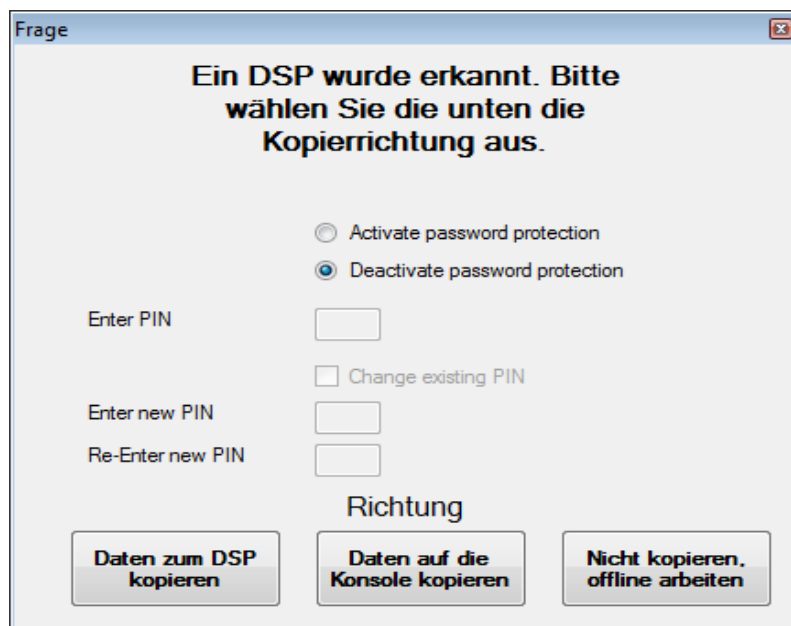 Frage
Ein DSP wurde erkannt. Bitte
wählen Sie die unten die
Kopierrichtung aus.
Activate password protection
Deactivate password protection
Enter PIN
Change existing PIN
Enter new PIN
Re-Enter new PIN
Richtung
Daten zum DSP
kopieren
Daten auf die
Konsole kopieren
Nicht kopieren,
offline arbeiten